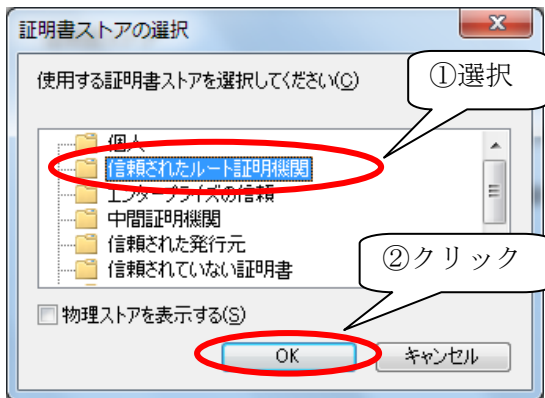 証明書ストアの選択
使用する証明書ストアを選択してください(C)
①選択
個人
信頼されたルート証明機関
エンタープライズの信頼
中間証明機関
信頼された発行元
信頼されていない証明書
②クリック
物理ストアを表示する(S)
OK
キャンセル